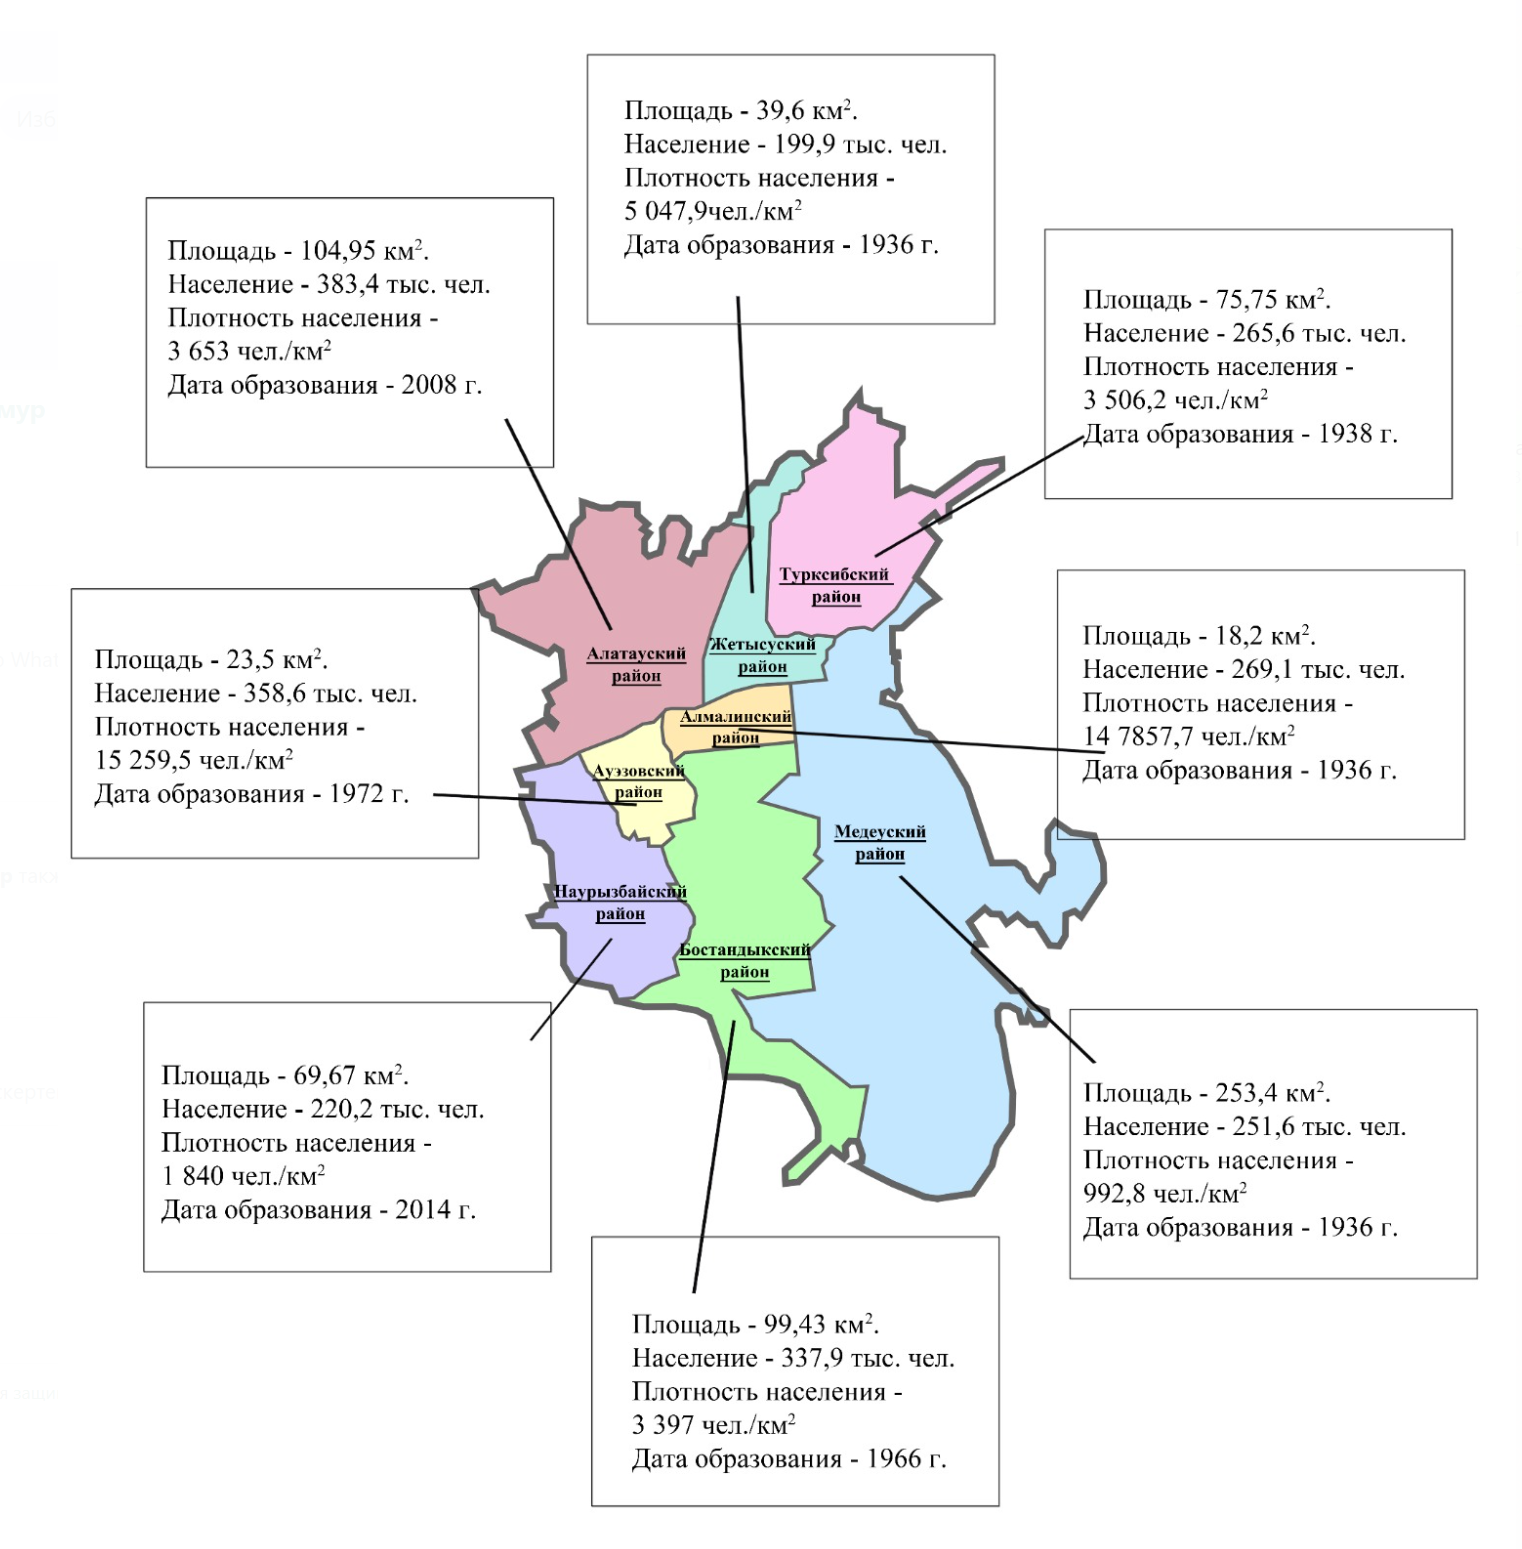 Площадь - 39,6 км².
Население - 199,9 тыс. чел.
Плотность населения -
5 047,9чел./км²
Дата образования - 1936 г.
Площадь - 104,95 км².
Население - 383,4 тыс. чел.
Плотность населения -
3 653 чел./км²
Дата образования - 2008 г.
Площадь - 75,75 км².
Население - 265,6 тыс. чел.
Плотность населения -
3 506,2 чел./км²
Дата образования - 1938 г.
Турксибский
район
Жетысуский
район
Алатауский
район
Площадь - 23,5 км².
Население - 358,6 тыс. чел.
Плотность населения -
15 259,5 чел./км²
Дата образования - 1972 г.
Площадь - 18,2 км².
Население - 269,1 тыс. чел.
Плотность населения -
14 7857,7 чел./км²
Дата образования - 1936 г.
Алмалинский
район
Ауэзовский
район
Медеуский
район
Наурызбайский
район
Бостандыкский
район
Площадь - 69,67 км².
Население - 220,2 тыс. чел.
Плотность населения -
1 840 чел./км²
Дата образования - 2014 г.
Площадь - 253,4 км².
Население - 251,6 тыс. чел.
Плотность населения -
992,8 чел./км²
Дата образования - 1936 г.
Площадь - 99,43 км².
Население - 337,9 тыс. чел.
Плотность населения -
3 397 чел./км²
Дата образования - 1966 г.